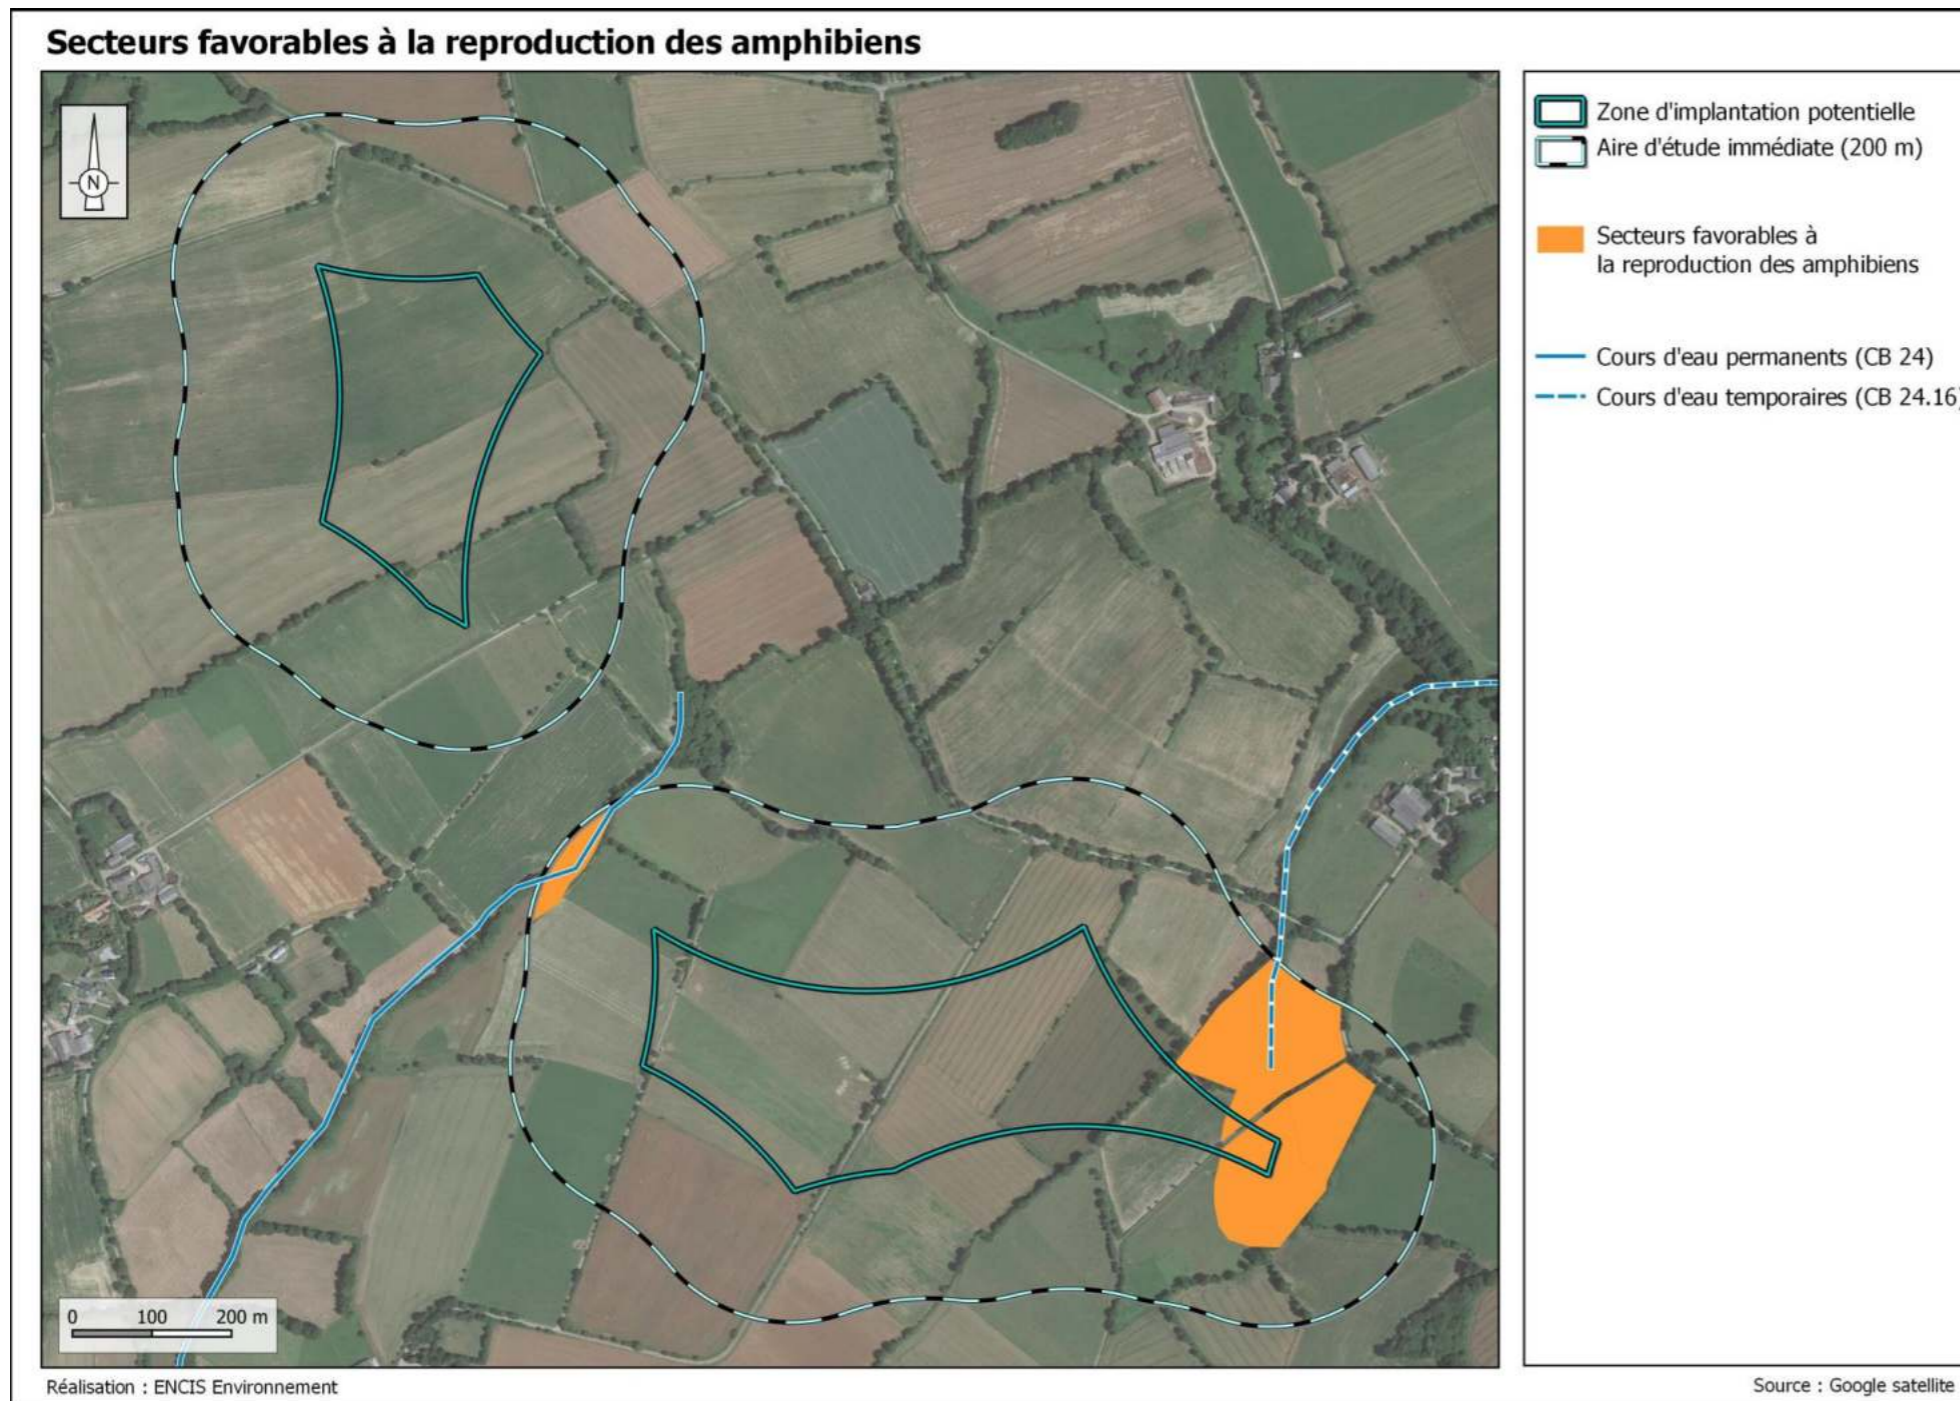 Secteurs favorables à la reproduction des amphibiens
N
Zone d'implantation potentielle
Aire d'étude immédiate (200 m)
Secteurs favorables à
la reproduction des amphibiens
Cours d'eau permanents (CB 24)
Cours d'eau temporaires (CB 24.16)
0 100 200 m
Réalisation : ENCIS Environnement
Source : Google satellite